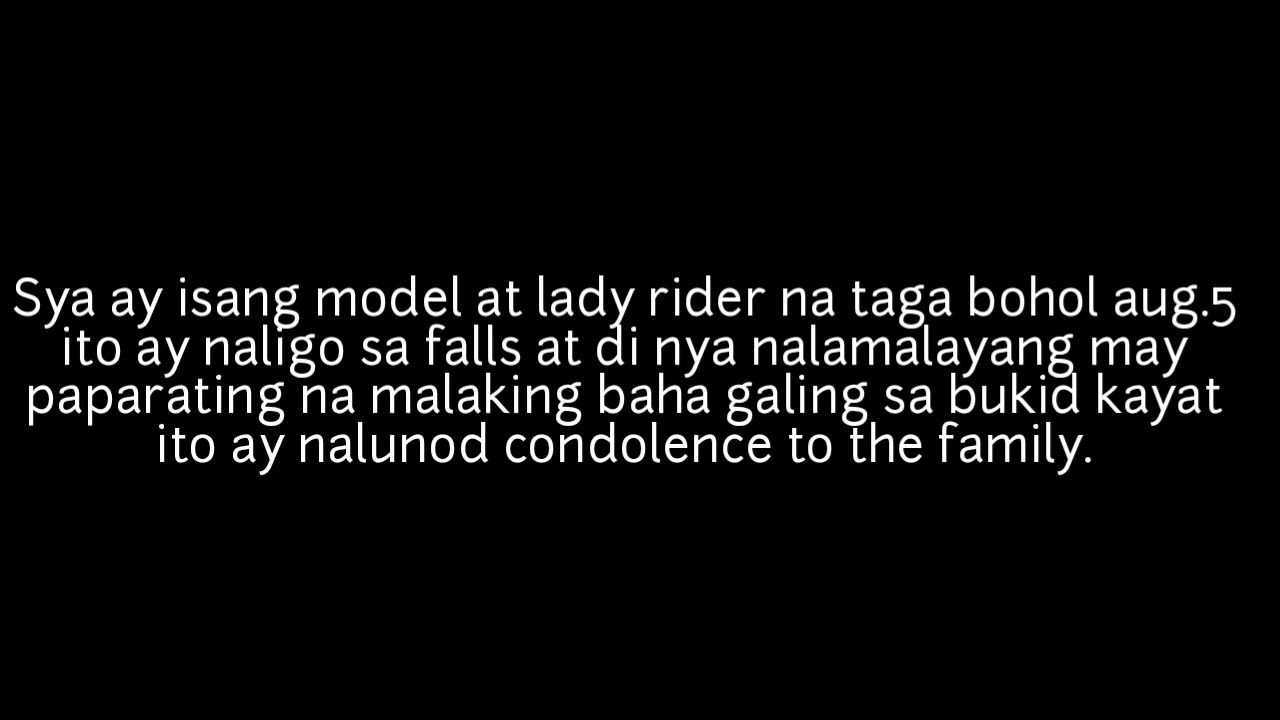 Sya ay isang model at lady rider na taga bohol aug.5
ito ay naligo sa falls at di nya nalamalayang may
paparating na malaking baha galing sa bukid kayat
ito ay nalunod condolence to the family.